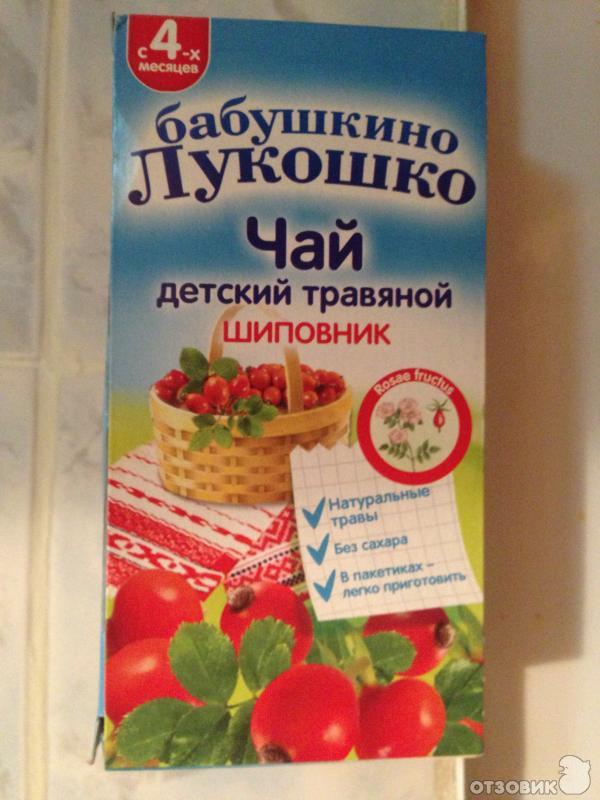 с 4-х
месяцев
бабушкино
Лукошко
Чай
детский травяной
шиповник
Rosae fructus
Натуральные
травы
Без сахара
В пакетиках –
легко приготовить
ОТЗОВИК